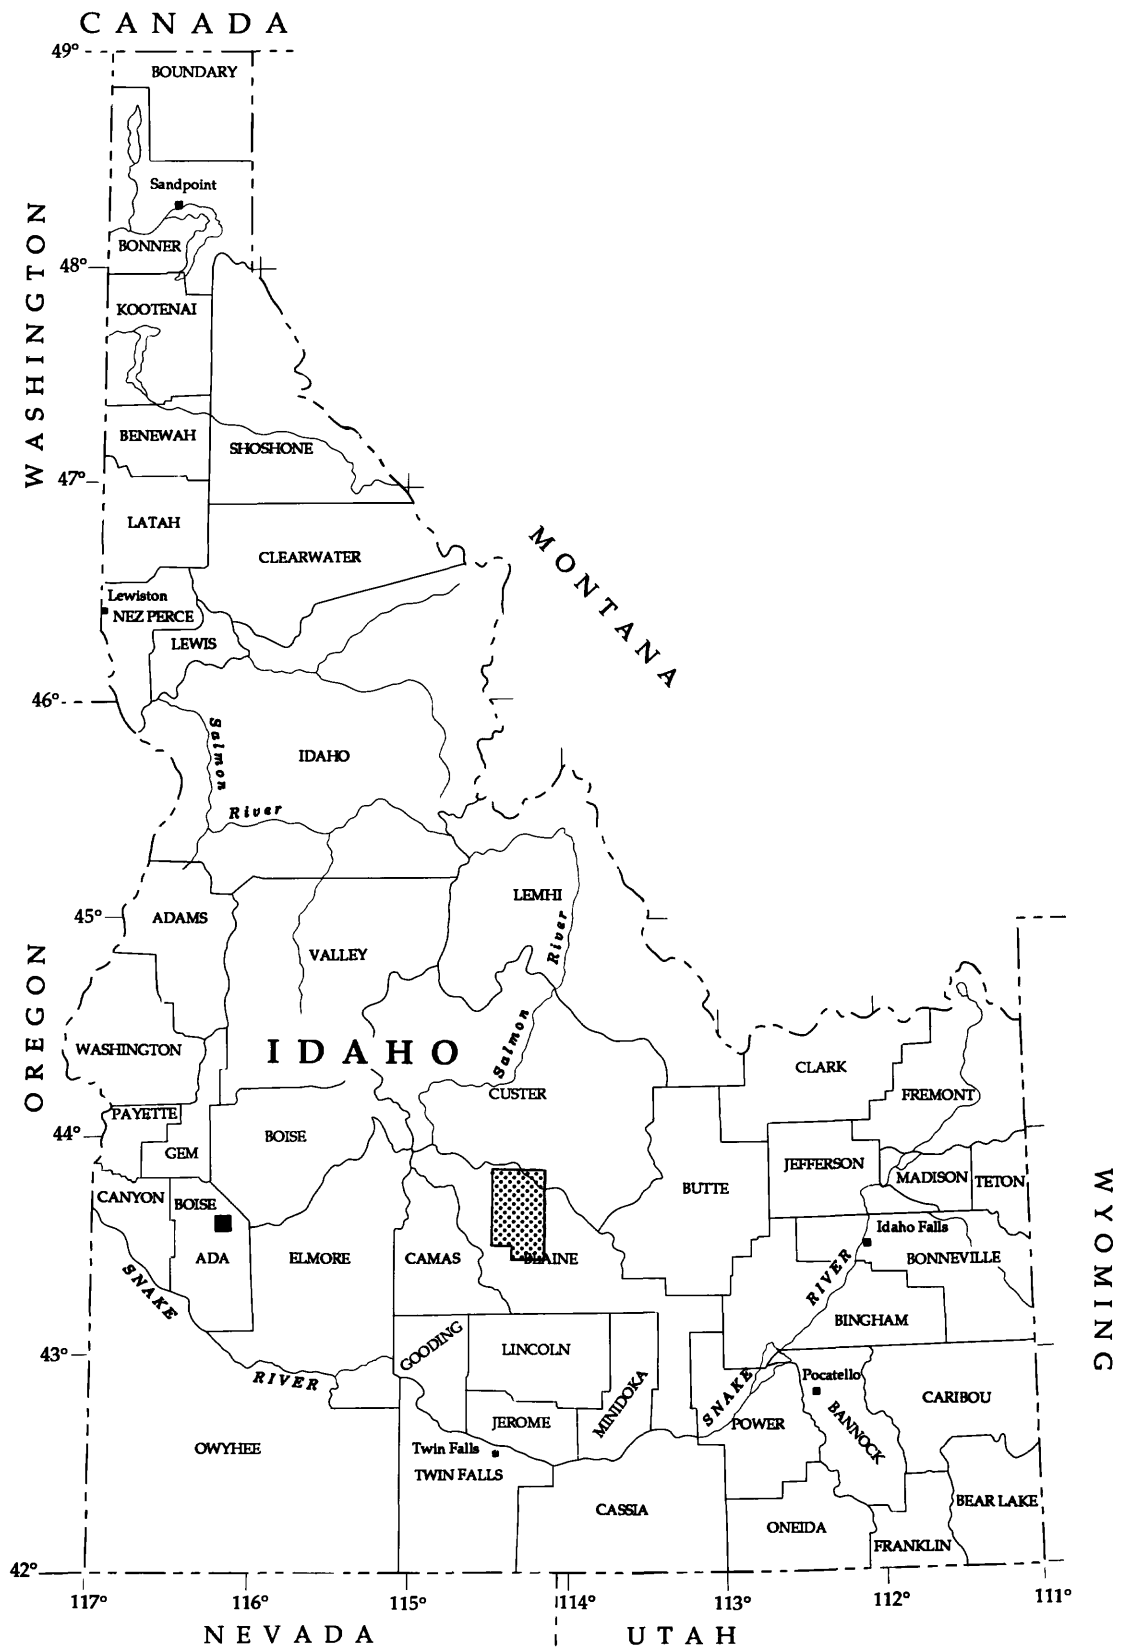 CANADA
49°
BOUNDARY
Sandpoint
WASHINGTON
BONNER
48°
KOOTENAI
BENEWAH
SHOSHONE
47°
LATAH
MONTANA
CLEARWATER
Lewiston
NEZ PERCE
LEWIS
46°
Salmon
River
IDAHO
LEMHI
45°
ADAMS
River
VALLEY
OREGON
Salmon
WASHINGTON
IDAHO
CLARK
CUSTER
FREMONT
PAYETTE
44°
BOISE
GEM
JEFFERSON
MADISON
TETON
WYOMING
CANYON
BOISE
BUTTE
Idaho Falls
ADA
ELMORE
CAMAS
BLAINE
BONNEVILLE
SNAKE
RIVER
BINGHAM
43°
GOODING
LINCOLN
RIVER
MINIDOKA
SNAKE
Pocatello
CARIBOU
JEROME
POWER
BANNOCK
OWYHEE
Twin Falls
TWIN FALLS
CASSIA
BEAR LAKE
ONEIDA
FRANKLIN
42°
117°
116°
115°
114°
113°
112°
111°
NEVADA
UTAH